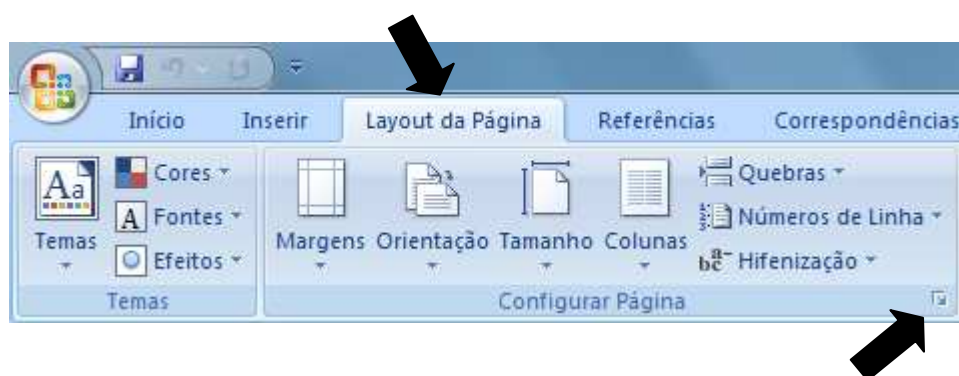 Início Inserir Layout da Página Referências Correspondências
Aa Cores
A Fontes
Efeitos
Temas
Margens Orientação Tamanho Colunas
Quebras
Números de Linha
Hifenização
Temas Configurar Página